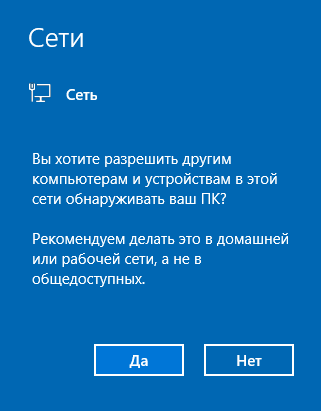 Сети
Сеть
Вы хотите разрешить другим
компьютерам и устройствам в этой
сети обнаруживать ваш ПК?
Рекомендуем делать это в домашней
или рабочей сети, а не в
общедоступных.
Да
Нет